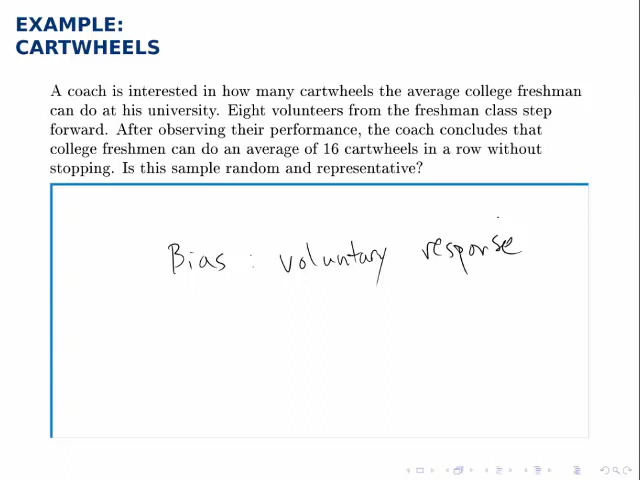 EXAMPLE:
CARTWHEELS
A coach is interested in how many cartwheels the average college freshman
can do at his university. Eight volunteers from the freshman class step
forward. After observing their performance, the coach concludes that
college freshmen can do an average of 16 cartwheels in a row without
stopping. Is this sample random and representative?
Bias : voluntary response